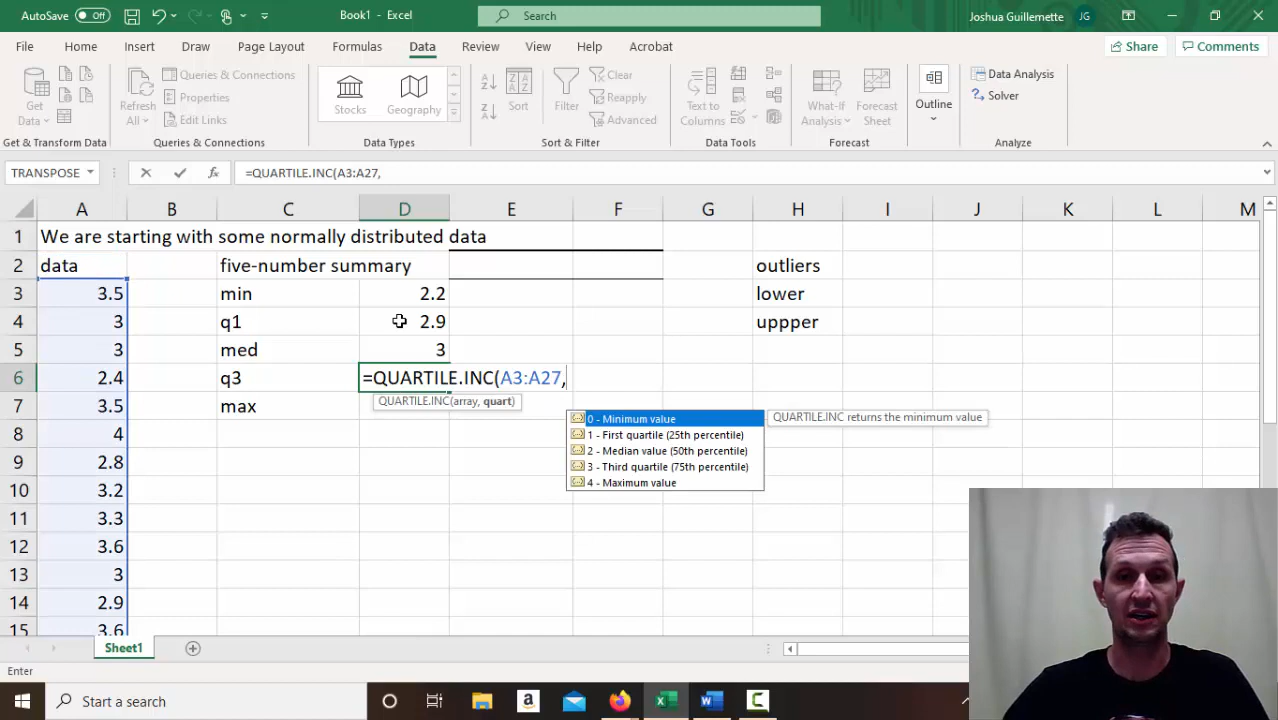 AutoSave Off Book1 - Excel Search Joshua Guillemette JG
File Home Insert Draw Page Layout Formulas Data Review View Help Acrobat Share Comments
Get Data
Refresh All
Queries & Connections
Properties
Edit Links
Stocks
Geography
Sort
Filter
Clear
Reapply
Advanced
Text to Columns
What-If Analysis
Forecast Sheet
Outline
Data Analysis
Solver
Get & Transform Data Queries & Connections Data Types Sort & Filter Data Tools Forecast Analyze
TRANSPOSE fx =QUARTILE.INC(A3:A27,
A B C D E F G H I J K L M
1 We are starting with some normally distributed data
2 data five-number summary outliers
3 3.5 min 2.2 lower
4 3 q1 2.9 uppper
5 3 med 3
6 2.4 q3 =QUARTILE.INC(A3:A27,
QUARTILE.INC(array, quart)
7 3.5 max
0 - Minimum value QUARTILE.INC returns the minimum value
1 - First quartile (25th percentile)
2 - Median value (50th percentile)
3 - Third quartile (75th percentile)
4 - Maximum value
8 4
9 2.8
10 3.2
11 3.3
12 3.6
13 3
14 2.9
15 3.6
Sheet1
Enter
Start a search